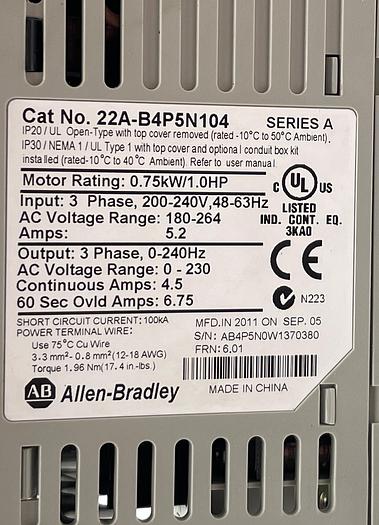 Cat No. 22A-B4P5N104 SERIES A
IP20 / UL Open-Type with top cover removed (rated -10°C to 50°C Ambient).
IP30 / NEMA 1 / UL Type 1 with top cover and optional conduit box kit
installed (rated-10°C to 40°C Ambient). Refer to user manual
Motor Rating: 0.75kW/1.0HP
Input: 3 Phase, 200-240V,48-63Hz
AC Voltage Range: 180-264
Amps: 5.2
C UL US
LISTED
IND. CONT. EQ.
3KA0
Output: 3 Phase, 0-240Hz
AC Voltage Range: 0 - 230
Continuous Amps: 4.5
60 Sec Ovld Amps: 6.75
CE
N223
SHORT CIRCUIT CURRENT: 100kA
POWER TERMINAL WIRE:
Use 75°C Cu Wire
3.3 mm²- 0.8 mm²(12-18 AWG)
Torque 1.96 Nm(17.4 in.-lbs.)
MFD.IN 2011 ON SEP. 05
S/N: AB4P5N0W1370380
FRN: 6.01
AB Allen-Bradley
MADE IN CHINA